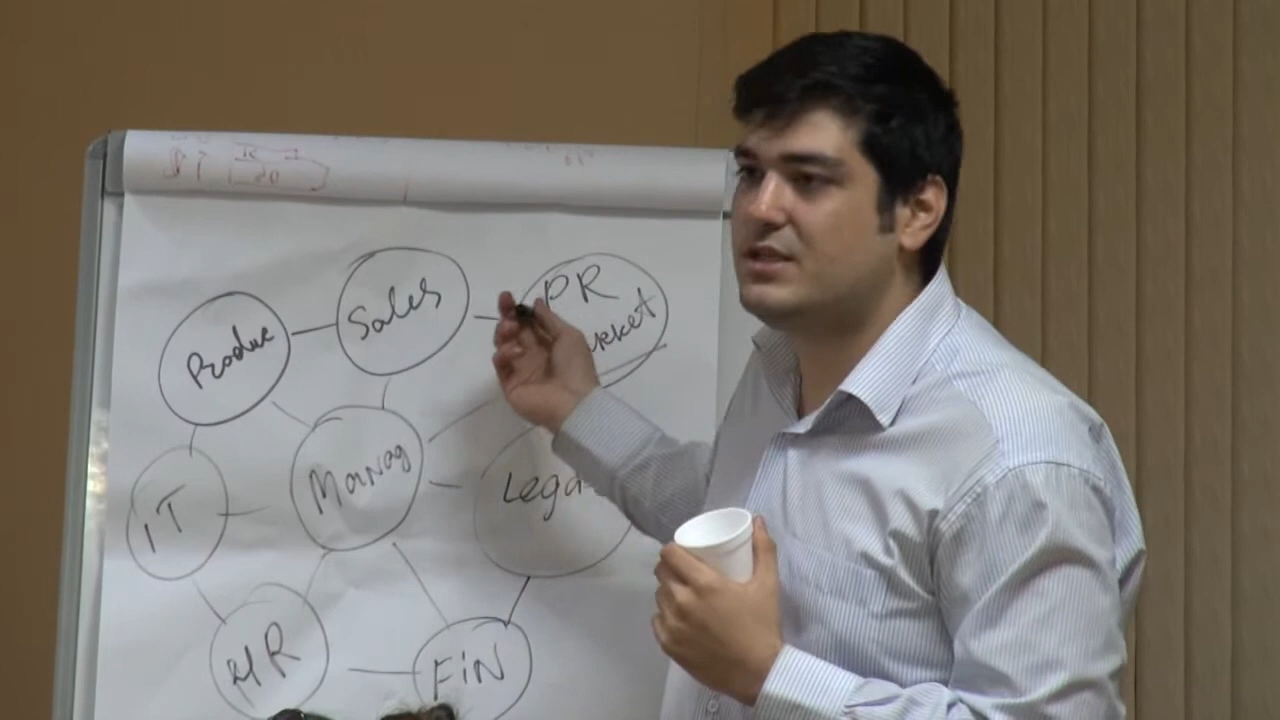 Sales
PR
Produc
Manag
Lega
IT
HR
FiN